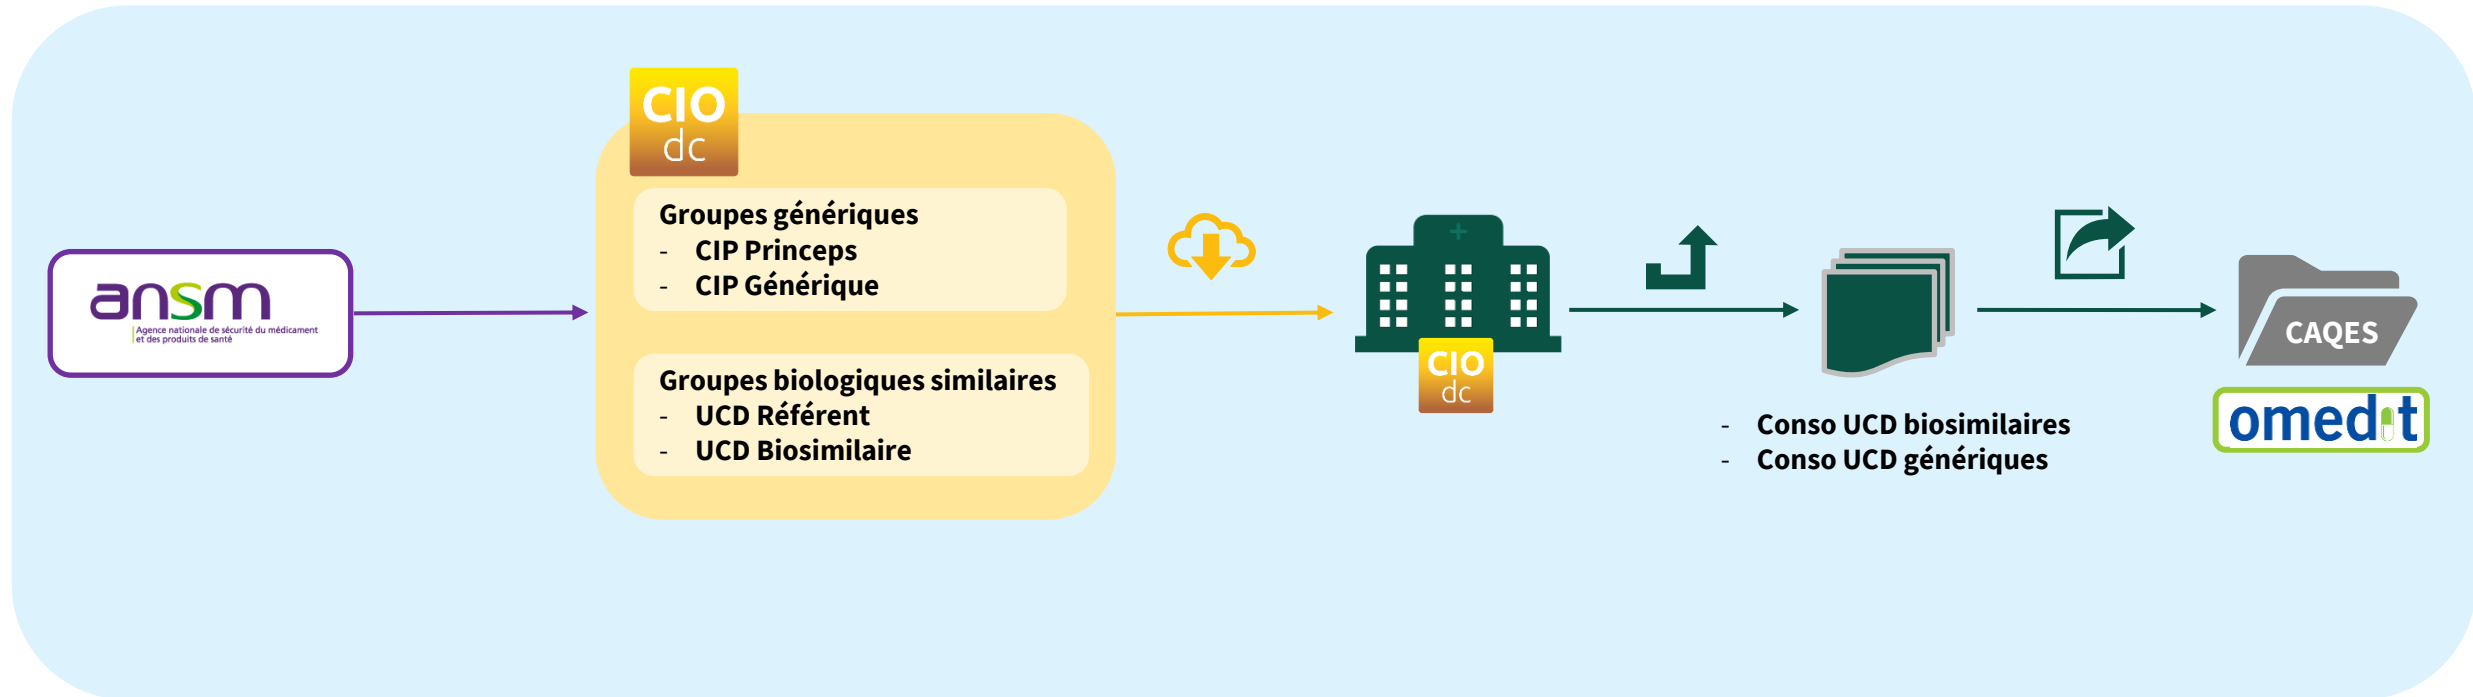 ansm
Agence nationale de sécurité du médicament
et des produits de santé
CIO
dc
Groupes génériques
- CIP Princeps
- CIP Générique
Groupes biologiques similaires
- UCD Référent
- UCD Biosimilaire
CIO
dc
- Conso UCD biosimilaires
- Conso UCD génériques
CAQES
omedit